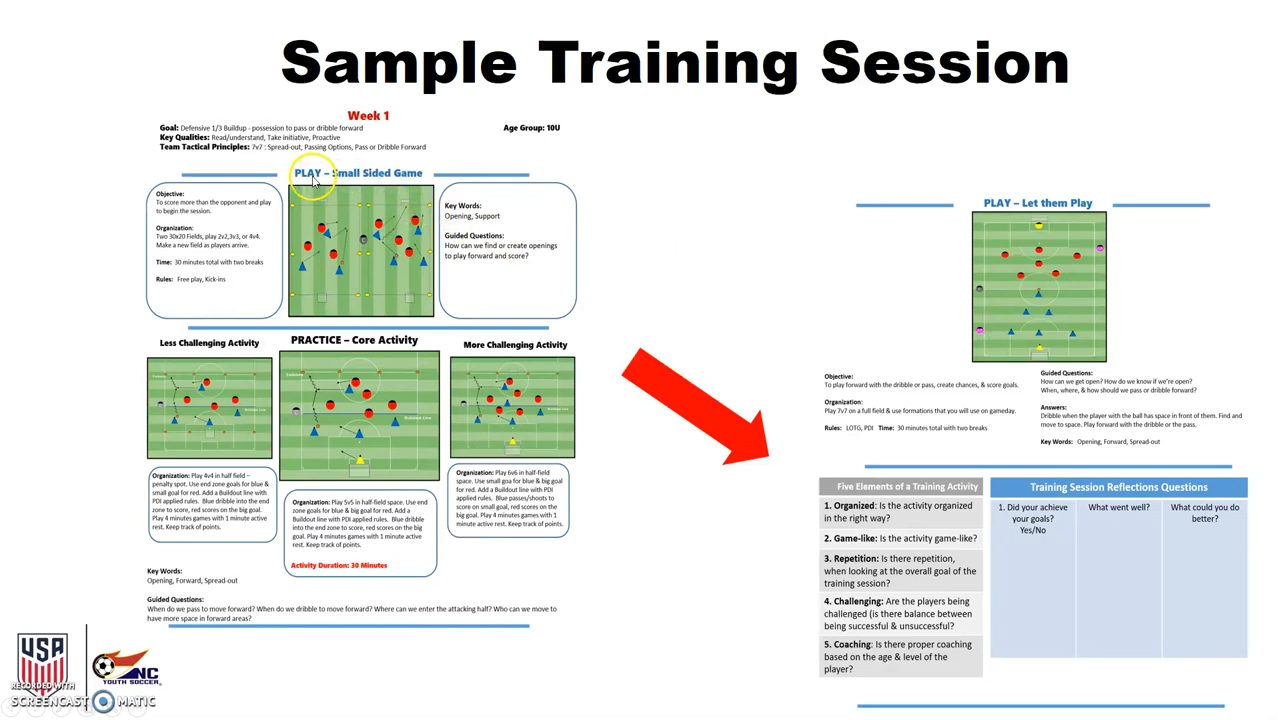 Sample Training Session
Week 1
Goal: Defensive 1/3 Buildup - possession to pass or dribble forward
Age Group: 10U
Key Qualities: Read/understand, Take initiative, Proactive
Team Tactical Principles: 7v7 : Spread-out, Passing Options, Pass or Dribble Forward
PLAY – Small Sided Game
Objective:
To score more than the opponent and play
to begin the session.
Organization:
Two 30x20 Fields, play 2v2,3v3, or 4v4.
Make a new field as players arrive.
Time: 30 minutes total with two breaks
Rules: Free play, Kick-ins
Key Words:
Opening, Support
Guided Questions:
How can we find or create openings
to play forward and score?
Less Challenging Activity
PRACTICE – Core Activity
More Challenging Activity
Buildout Line
Organization: Play 4v4 in half field –
penalty spot. Use end zone goals for blue &
small goal for red. Add a Buildout line with
PDI applied rules. Blue dribble into the end
zone to score, red scores on the big goal.
Play 4 minutes games with 1 minute active
rest. Keep track of points.
Organization: Play 5v5 in half-field space. Use end
zone goals for blue & big goal for red. Add a
Buildout line with PDI applied rules. Blue dribble
into the end zone to score, red scores on the big
goal. Play 4 minutes games with 1 minute active
rest. Keep track of points.
Activity Duration: 30 Minutes
Organization: Play 6v6 in half-field
space. Use small goa for blue & big goal
for red. Add a Buildout line with PDI
applied rules. Blue passes/shoots to
score on small goal, red scores on the
big goal. Play 4 minutes games with 1
minute active rest. Keep track of points.
Key Words:
Opening, Forward, Spread-out
Guided Questions:
When do we pass to move forward? When do we dribble to move forward? Where can we enter the attacking half? Who can we move to
have more space in forward areas?
PLAY – Let them Play
Objective:
To play forward with the dribble or pass, create chances, & score goals.
Organization:
Play 7v7 on a full field & use formations that you will use on gameday.
Rules: LOTG, PDI Time: 30 minutes total with two breaks
Guided Questions:
How can we get open? How do we know if we're open?
When, where, & how should we pass or dribble forward?
Answers:
Dribble when the player with the ball has space in front of them. Find and
move to space. Play forward with the dribble or the pass.
Key Words: Opening, Forward, Spread-out
Five Elements of a Training Activity
1. Organized: Is the activity organized
in the right way?
2. Game-like: Is the activity game-like?
3. Repetition: Is there repetition,
when looking at the overall goal of the
training session?
4. Challenging: Are the players being
challenged (is there balance between
being successful & unsuccessful?
5. Coaching: Is there proper coaching
based on the age & level of the
player?
Training Session Reflections Questions
1. Did your achieve
your goals?
Yes/No
What went well?
What could you do
better?
USA
NC
YOUTH SOCCER
RECORDED WITH
SCREENCAST MATIC